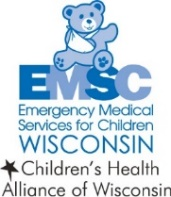 EMSC
Emergency Medical
Services for Children
WISCONSIN
Children's Health
Alliance of Wisconsin